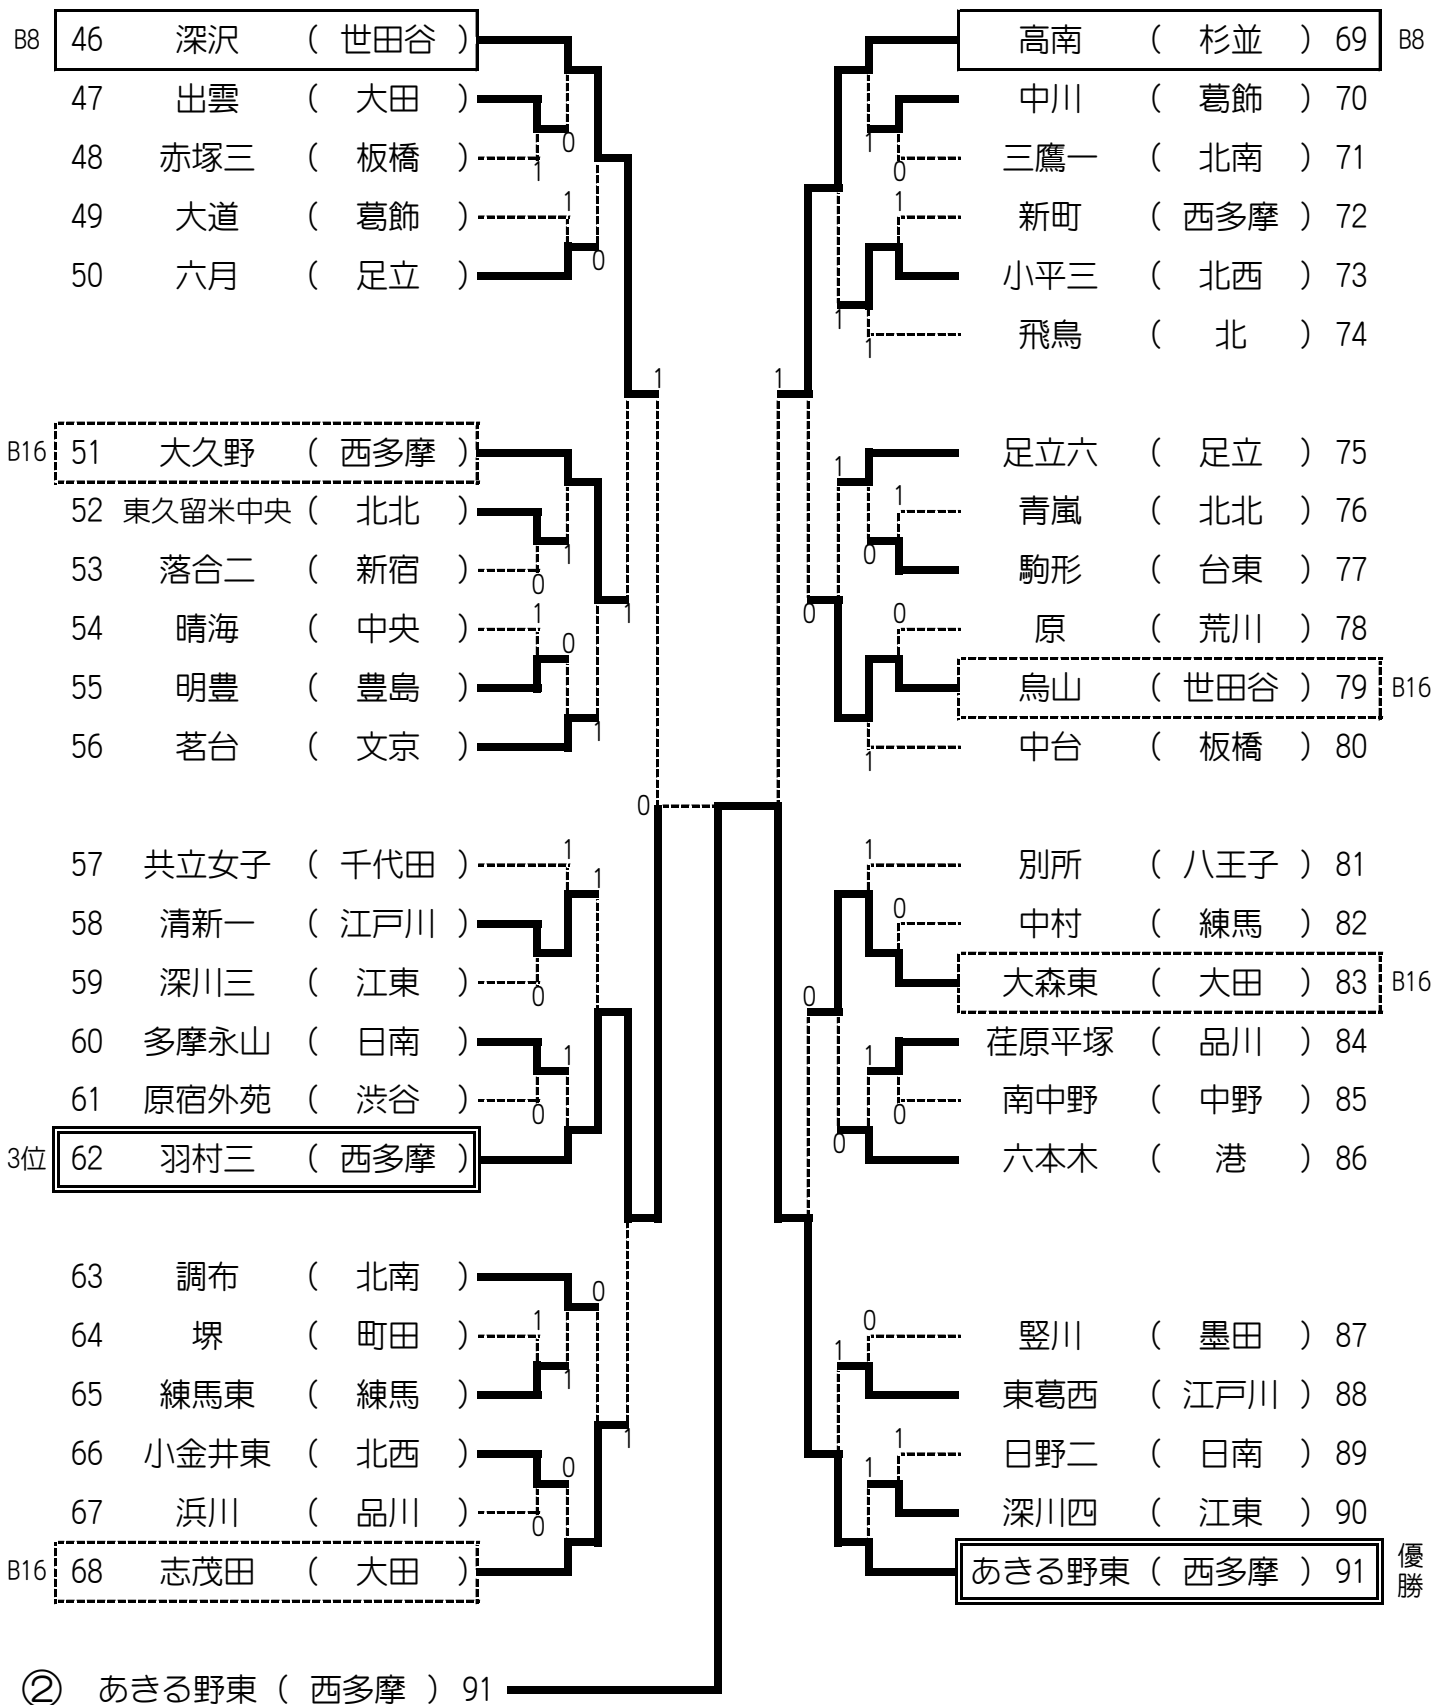 B8 46 深沢 ( 世田谷 )
47 出雲 ( 大田 )
0
48 赤塚三 ( 板橋 )
1
49 大道 ( 葛飾 )
1
50 六月 ( 足立 )
0
1
B16 51 大久野 ( 西多摩 )
52 東久留米中央 ( 北北 )
1
53 落合二 ( 新宿 )
0
54 晴海 ( 中央 )
1
1
0
55 明豊 ( 豊島 )
56 茗台 ( 文京 )
1
0
57 共立女子 ( 千代田 )
1
1
58 清新一 ( 江戸川 )
59 深川三 ( 江東 )
0
60 多摩永山 ( 日南 )
1
61 原宿外苑 ( 渋谷 )
0
3位 62 羽村三 ( 西多摩 )
63 調布 ( 北南 )
0
64 堺 ( 町田 )
1
65 練馬東 ( 練馬 )
1
66 小金井東 ( 北西 )
1
0
67 浜川 ( 品川 )
0
B16 68 志茂田 ( 大田 )
② あきる野東 ( 西多摩 ) 91
高南 ( 杉並 ) 69 B8
中川 ( 葛飾 ) 70
1
三鷹一 ( 北南 ) 71
0
新町 ( 西多摩 ) 72
1
小平三 ( 北西 ) 73
1
飛鳥 ( 北 ) 74
1
1
足立六 ( 足立 ) 75
1
青嵐 ( 北北 ) 76
1
駒形 ( 台東 ) 77
0
原 ( 荒川 ) 78
0
0
烏山 ( 世田谷 ) 79 B16
中台 ( 板橋 ) 80
1
別所 ( 八王子 ) 81
1
中村 ( 練馬 ) 82
0
大森東 ( 大田 ) 83 B16
0
荏原平塚 ( 品川 ) 84
1
南中野 ( 中野 ) 85
0
六本木 ( 港 ) 86
0
竪川 ( 墨田 ) 87
0
東葛西 ( 江戸川 ) 88
1
日野二 ( 日南 ) 89
1
深川四 ( 江東 ) 90
1
あきる野東 ( 西多摩 ) 91 優勝